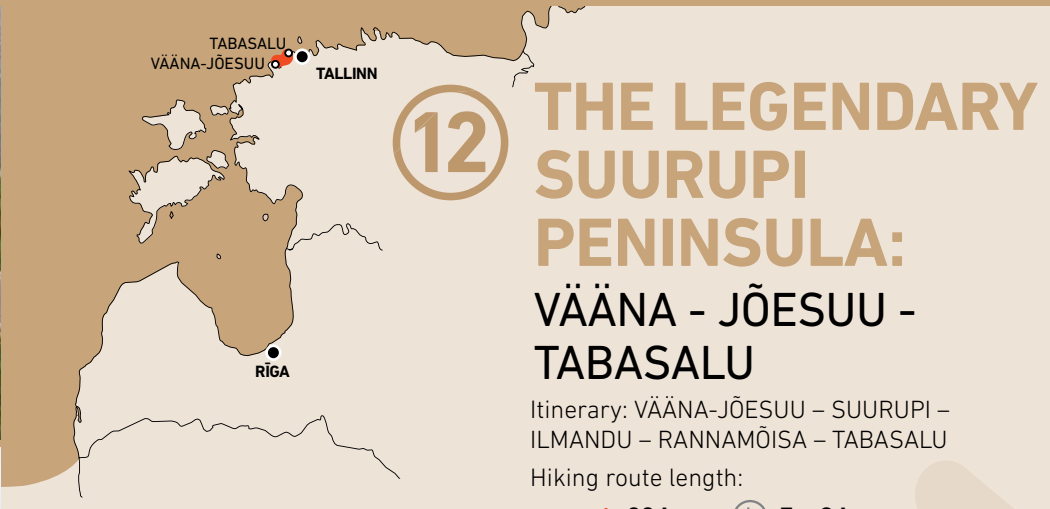 TABASALU
VÄÄNA-JÕESUU
TALLINN
RĪGA
12
THE LEGENDARY
SUURUPI
PENINSULA:
VÄÄNA - JÕESUU -
TABASALU
Itinerary: VÄÄNA-JÕESUU – SUURUPI –
ILMANDU – RANNAMÕISA – TABASALU
Hiking route length: